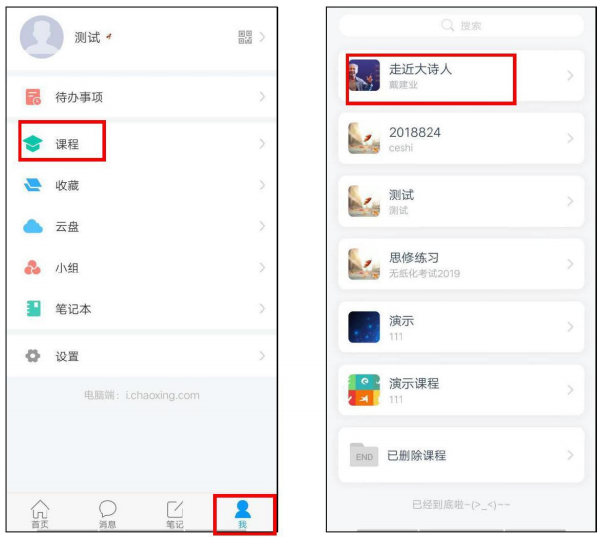 测试
待办事项
课程
收藏
云盘
小组
笔记本
设置
电脑端：i.chaoxing.com
首页
消息
笔记
我
搜索
走近大诗人
戴建业
2018824
ceshi
测试
测试
思修练习
无纸化考试2019
演示
111
演示课程
111
END
已删除课程
已经到底啦~(>_<)~~